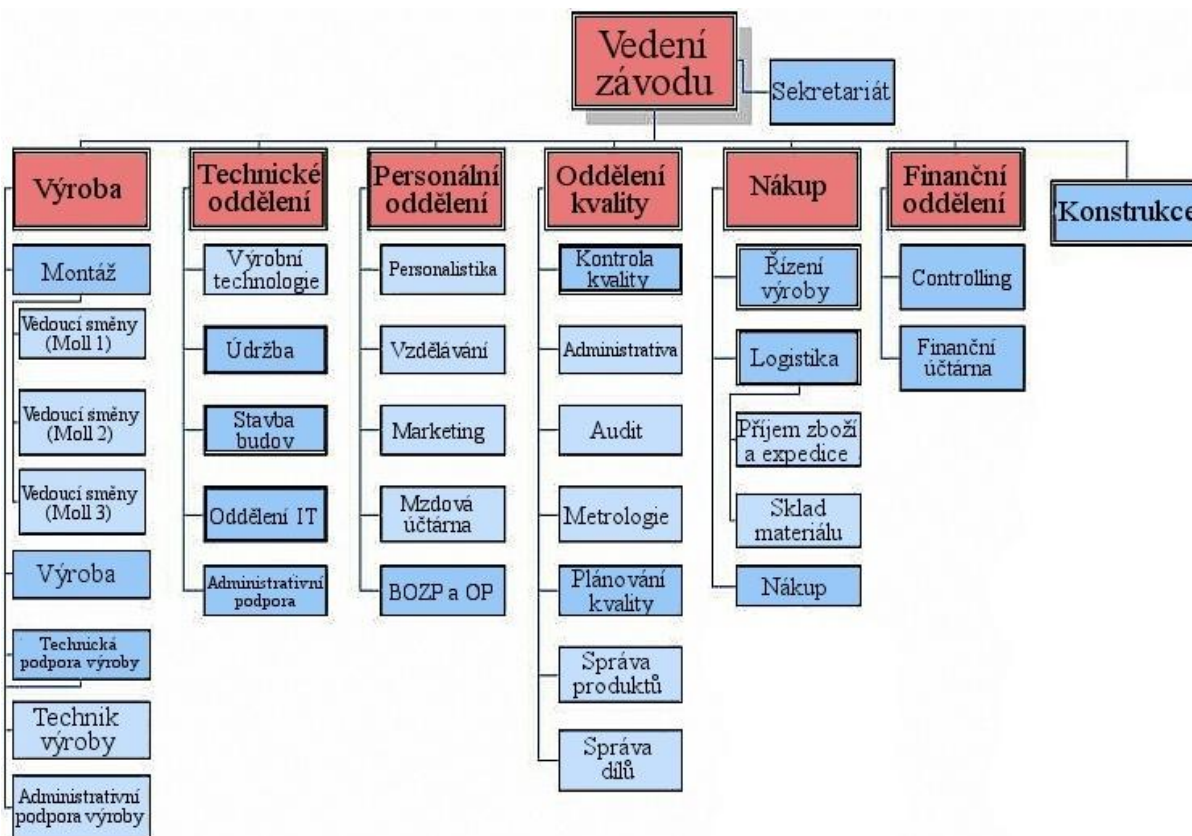 Vedení
závodu
Sekretariát
Výroba
Montáž
Vedoucí směny
(Moll 1)
Vedoucí směny
(Moll 2)
Vedoucí směny
(Moll 3)
Výroba
Technická
podpora výroby
Technik
výroby
Administrativní
podpora výroby
Technické
oddělení
Výrobní
technologie
Údržba
Stavba
budov
Oddělení IT
Administrativní
podpora
Personální
oddělení
Personalistika
Vzdělávání
Marketing
Mzdová
účtárna
BOZP a OP
Oddělení
kvality
Kontrola
kvality
Administrativa
Audit
Metrologie
Plánování
kvality
Správa
produktů
Správa
dílů
Nákup
Řízení
výroby
Logistika
Příjem zboží
a expedice
Sklad
materiálu
Nákup
Finanční
oddělení
Controlling
Finanční
účtárna
Konstrukce